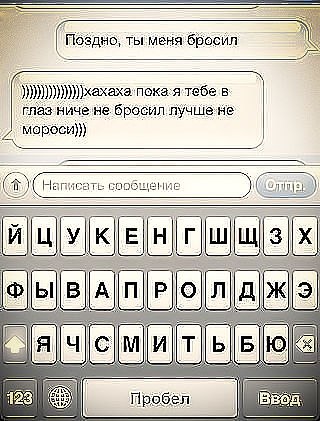 Поздно, ты меня бросил
)))))))))))))))хахаха пока я тебе в
глаз ниче не бросил лучше не
мороси)))
Написать сообщение Отпр.
Й Ц У К Е Н Г Ш Щ З Х
Ф Ы В А П Р О Л Д Ж Э
Я Ч С М И Т Ь Б Ю
123 Пробел Ввод